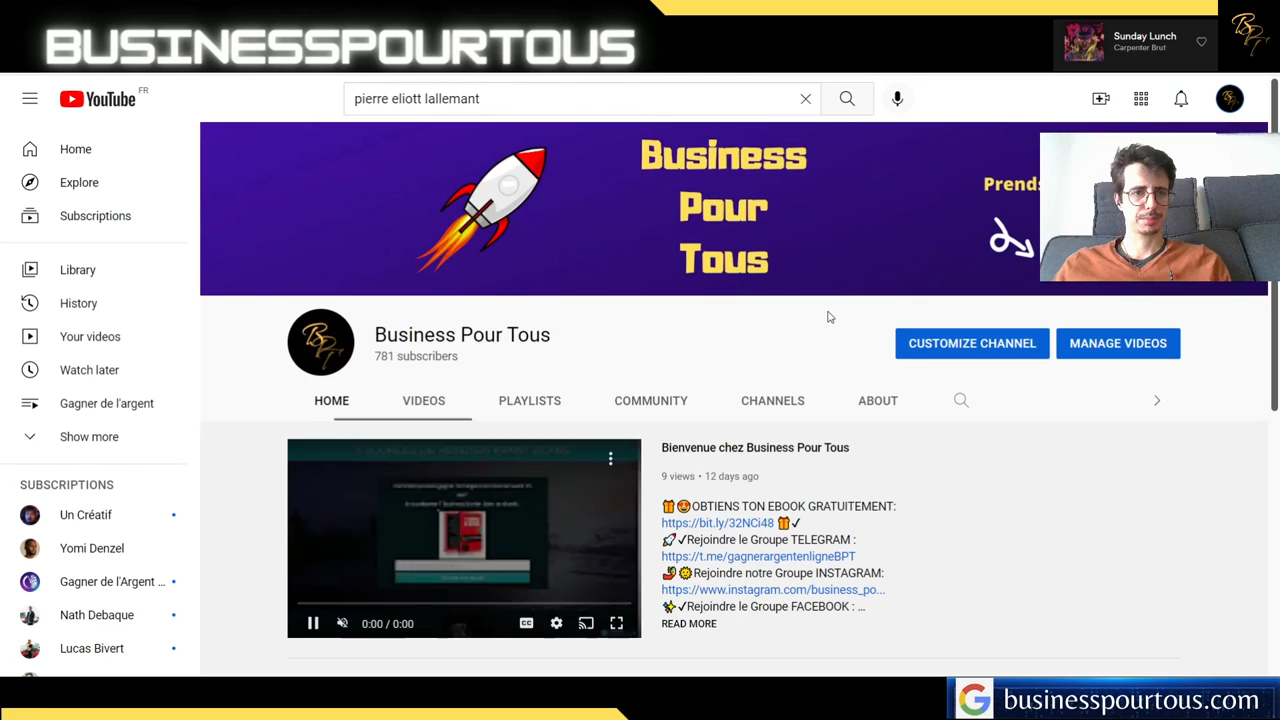 BUSINESSPOURTOUS
Sunday Lunch
Carpenter Brut
YouTube FR
pierre eliott lallemant
Home
Explore
Subscriptions
Library
History
Your videos
Watch later
Gagner de l'argent
Show more
SUBSCRIPTIONS
Un Créatif
Yomi Denzel
Gagner de l'Argent ...
Nath Debaque
Lucas Bivert
Business
Pour
Tous
Prends
BPT
Business Pour Tous
781 subscribers
CUSTOMIZE CHANNEL
MANAGE VIDEOS
HOME VIDEOS PLAYLISTS COMMUNITY CHANNELS ABOUT
0:00 / 0:00
Bienvenue chez Business Pour Tous
9 views • 12 days ago
🎁😍OBTIENS TON EBOOK GRATUITEMENT:
https://bit.ly/32NCi48 🎁✓
🚀✓Rejoindre le Groupe TELEGRAM :
https://t.me/gagnerargentenligneBPT
🤳🌞Rejoindre notre Groupe INSTAGRAM:
https://www.instagram.com/business_po...
✨✓Rejoindre le Groupe FACEBOOK : ...
READ MORE
businesspourtous.com